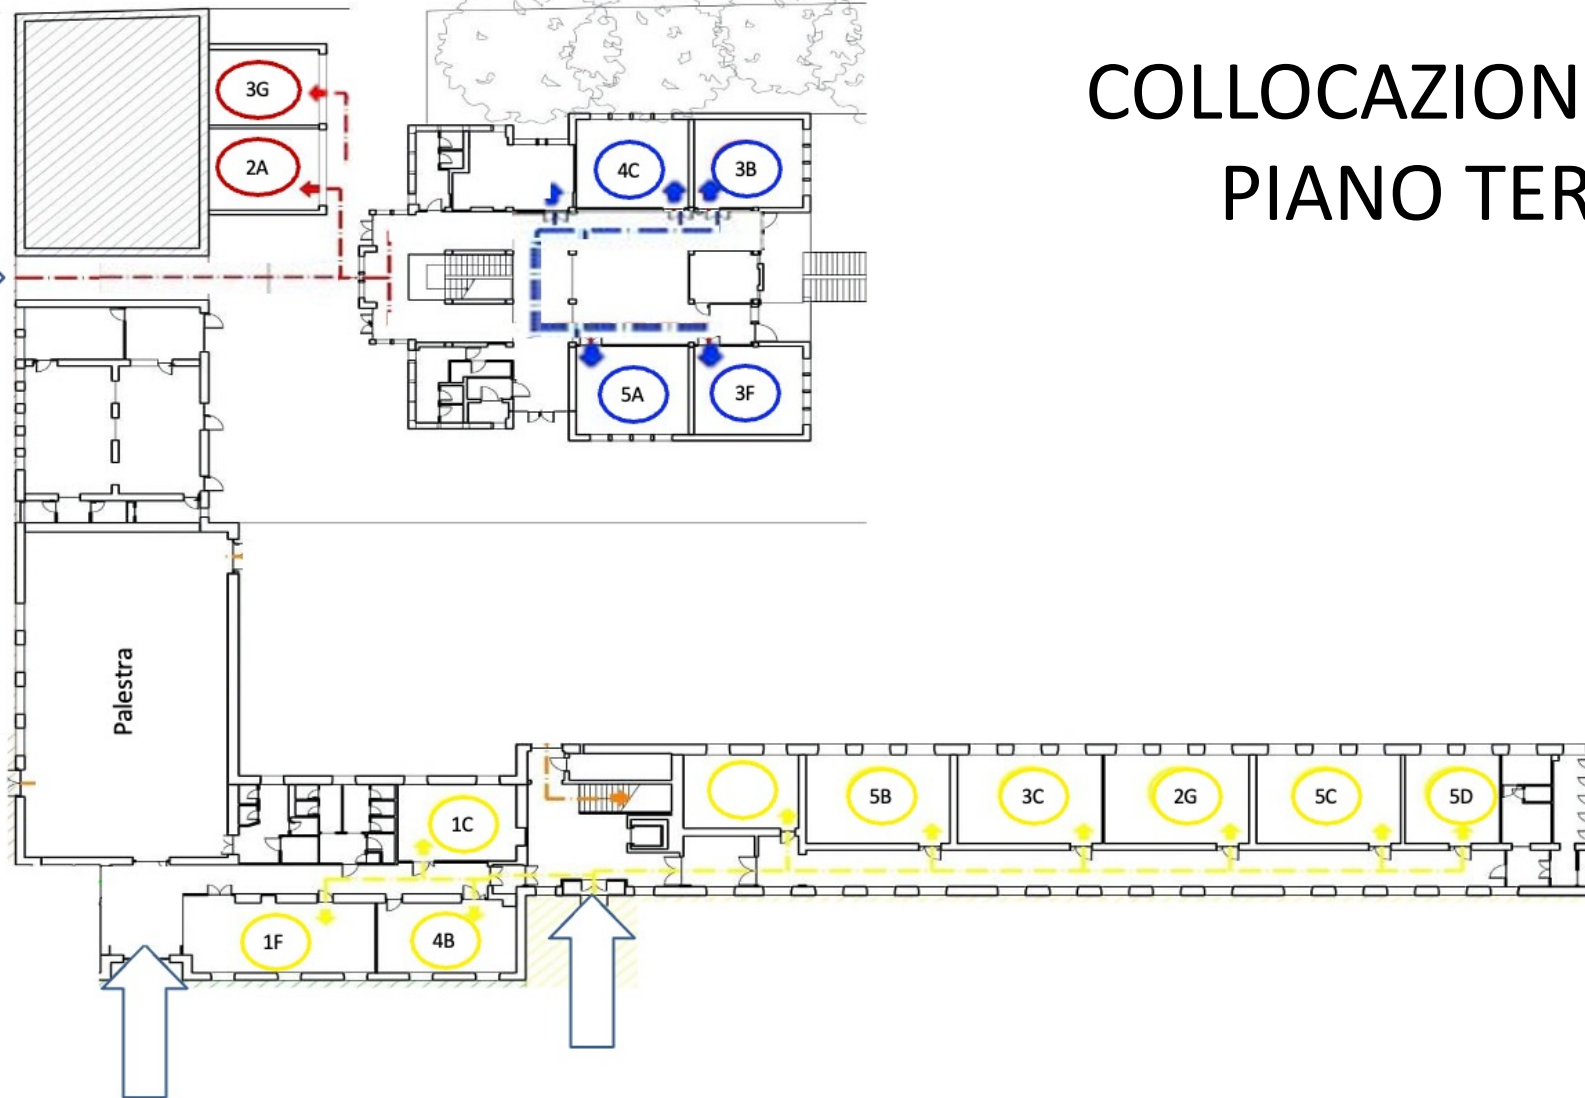 COLLOCAZION
PIANO TER
3G
2A
4C
3B
5A
3F
Palestra
1C
5B
3C
2G
5C
5D
1F
4B